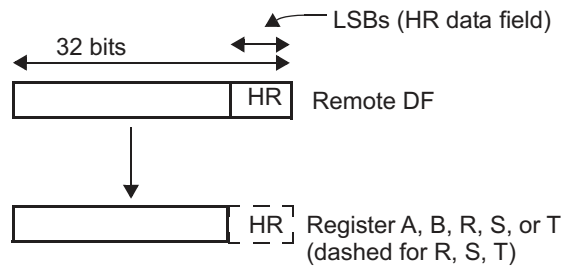 LSBs (HR data field)
32 bits
HR
Remote DF
HR
Register A, B, R, S, or T
(dashed for R, S, T)